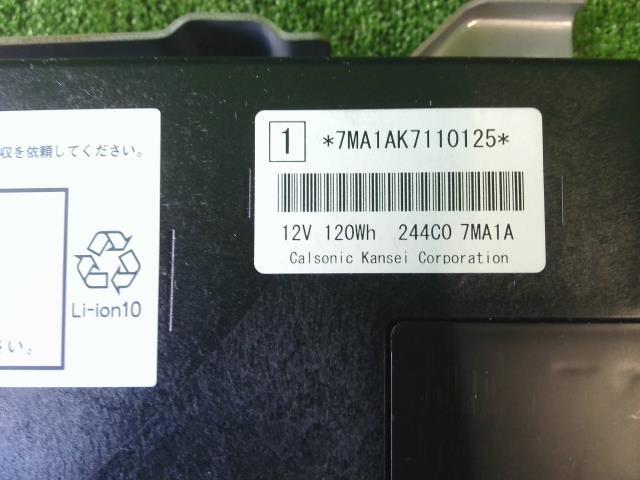 収を依頼してください。
Li-ion10
さい。
1 *7MA1AK7110125*
12V 120Wh 244C0 7MA1A
Calsonic Kansei Corporation